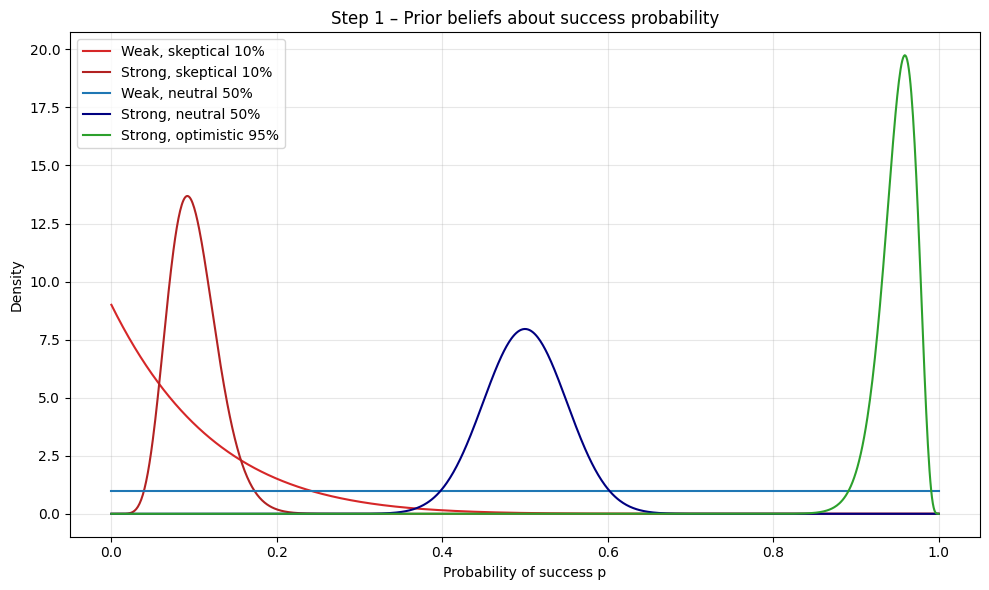 Step 1 – Prior beliefs about success probability
Weak, skeptical 10%
Strong, skeptical 10%
Weak, neutral 50%
Strong, neutral 50%
Strong, optimistic 95%
20.0
17.5
15.0
12.5
10.0
7.5
5.0
2.5
0.0
Density
0.0 0.2 0.4 0.6 0.8 1.0
Probability of success p